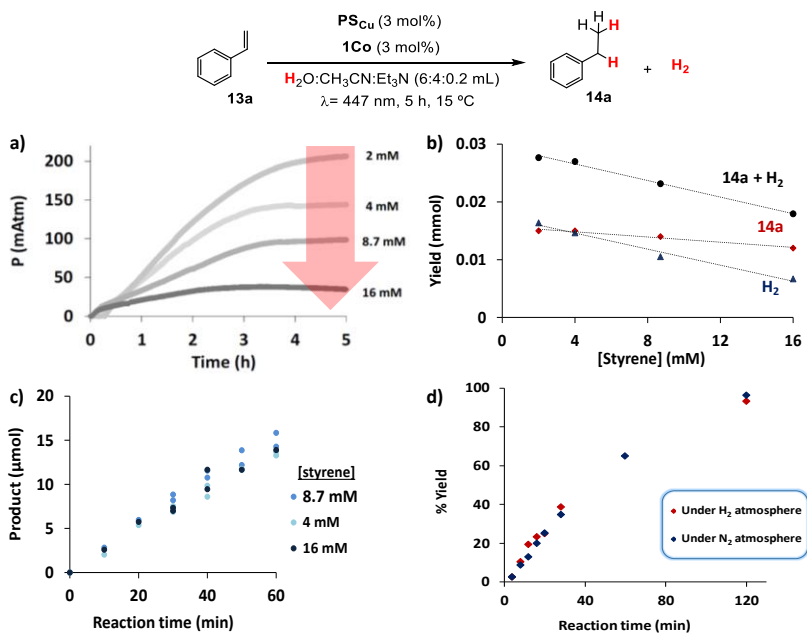 PS_Cu (3 mol%)
1Co (3 mol%)
H₂O:CH₃CN:Et₃N (6:4:0.2 mL)
λ= 447 nm, 5 h, 15 ºC
13a
H
H
H
14a
+ H₂
a)
P (mAtm)
200
150
100
50
0
0 1 2 3 4 5
Time (h)
2 mM
4 mM
8.7 mM
16 mM
b)
Yield (mmol)
0.03
0.02
0.01
0
0 4 8 12 16
[Styrene] (mM)
14a + H₂
14a
H₂
c)
Product (µmol)
20
15
10
5
0
0 20 40 60
Reaction time (min)
[styrene]
8.7 mM
4 mM
16 mM
d)
% Yield
100
80
60
40
20
0
0 40 80 120
Reaction time (min)
Under H₂ atmosphere
Under N₂ atmosphere